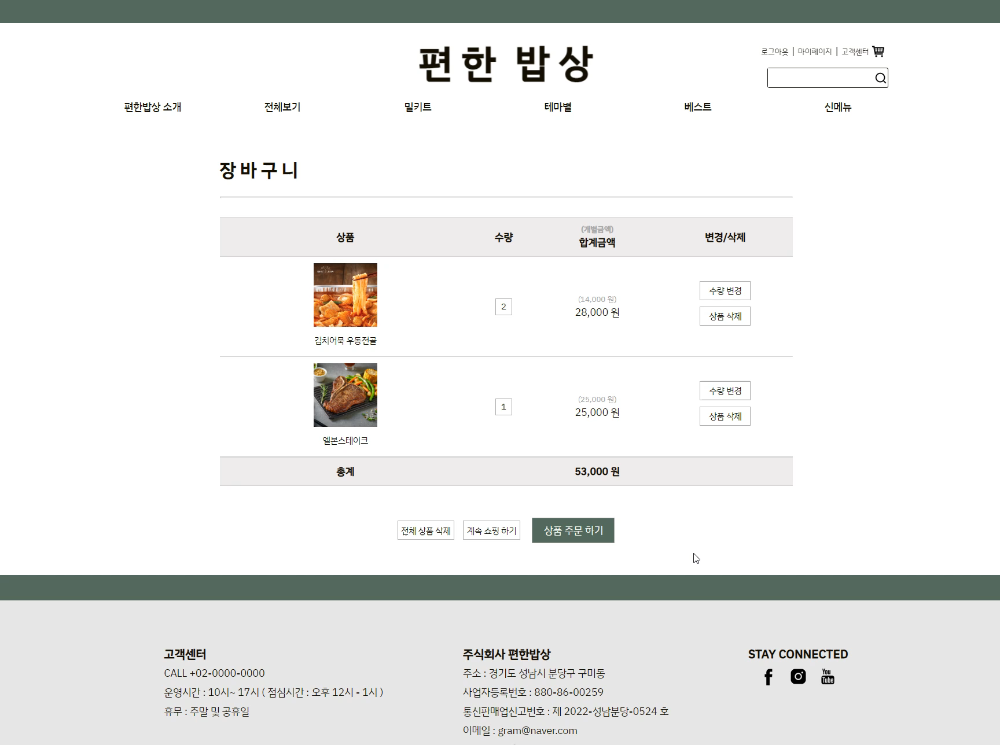 편한 밥상
로그아웃 | 마이페이지 | 고객센터
편한밥상 소개 전체보기 밀키트 테마별 베스트 신메뉴
장바구니
상품 수량 (개별금액) 합계금액 변경/삭제
2 (14,000 원) 수량 변경
28,000 원 상품 삭제
김치어묵 우동전골
1 (25,000 원) 수량 변경
25,000 원 상품 삭제
엘본스테이크
총계 53,000 원
전체 상품 삭제 계속 쇼핑 하기 상품 주문 하기
고객센터
CALL +02-0000-0000
운영시간 : 10시~ 17시 ( 점심시간 : 오후 12시 - 1시 )
휴무 : 주말 및 공휴일
주식회사 편한밥상
주소 : 경기도 성남시 분당구 구미동
사업자등록번호 : 880-86-00259
통신판매업신고번호 : 제 2022-성남분당-0524 호
이메일 : gram@naver.com
STAY CONNECTED
You Tube